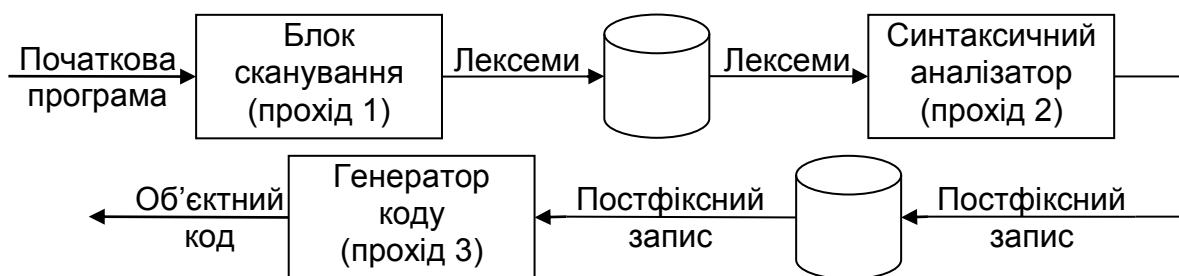 Початкова
програма
Блок
сканування
(прохід 1)
Лексеми
Лексеми
Синтаксичний
аналізатор
(прохід 2)
Об’єктний
код
Генератор
коду
(прохід 3)
Постфіксний
запис
Постфіксний
запис